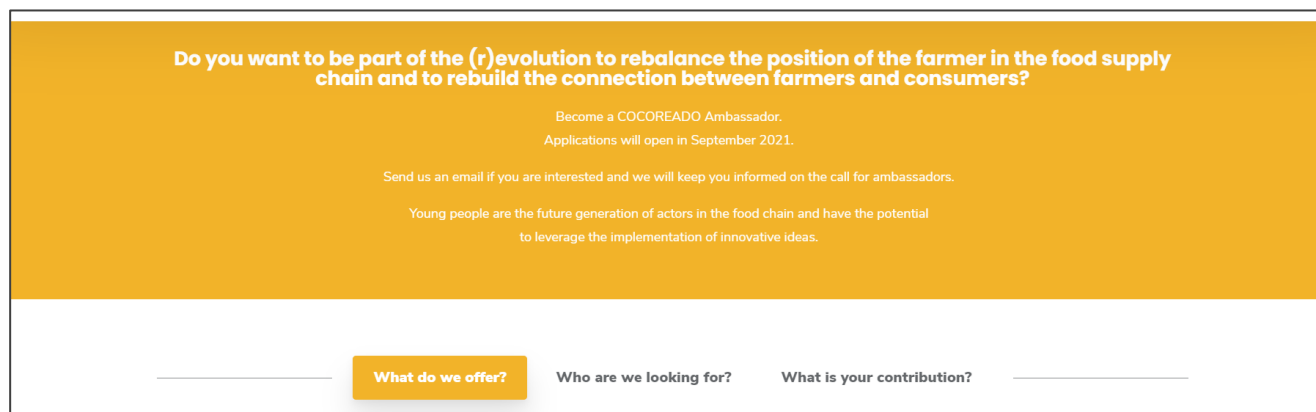 Do you want to be part of the (r)evolution to rebalance the position of the farmer in the food supply
chain and to rebuild the connection between farmers and consumers?
Become a COCOREADO Ambassador.
Applications will open in September 2021.
Send us an email if you are interested and we will keep you informed on the call for ambassadors.
Young people are the future generation of actors in the food chain and have the potential
to leverage the implementation of innovative ideas.
What do we offer? Who are we looking for? What is your contribution?